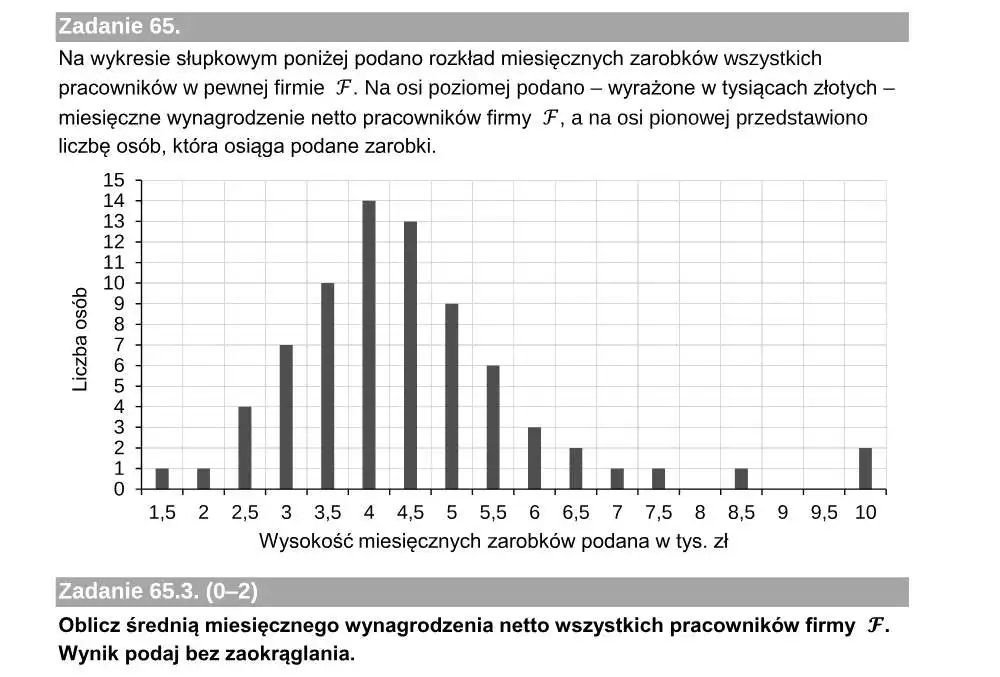 Zadanie 65.
Na wykresie słupkowym poniżej podano rozkład miesięcznych zarobków wszystkich
pracowników w pewnej firmie ℱ. Na osi poziomej podano – wyrażone w tysiącach złotych –
miesięczne wynagrodzenie netto pracowników firmy ℱ, a na osi pionowej przedstawiono
liczbę osób, która osiąga podane zarobki.
15
14
13
12
11
10
9
8
7
6
5
4
3
2
1
0
Liczba osób
1,5 2 2,5 3 3,5 4 4,5 5 5,5 6 6,5 7 7,5 8 8,5 9 9,5 10
Wysokość miesięcznych zarobków podana w tys. zł
Zadanie 65.3. (0–2)
Oblicz średnią miesięcznego wynagrodzenia netto wszystkich pracowników firmy ℱ.
Wynik podaj bez zaokrąglania.